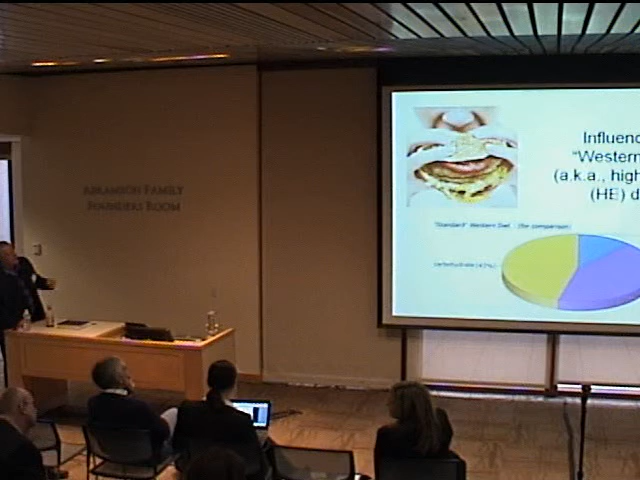 ABRAMSON FAMILY
FOUNDERS ROOM
Influenc
"Western
(a.k.a., high
(HE) d
"Standard" Western Diet (for comparison)
carbohydrate (42%)